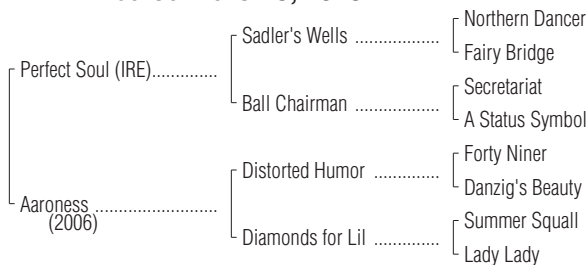 Perfect Soul (IRE)..............
Aaroness ..........................
(2006)
Sadler's Wells ..................
Ball Chairman ..................
Distorted Humor ..............
Diamonds for Lil ..............
Northern Dancer
Fairy Bridge
Secretariat
A Status Symbol
Forty Niner
Danzig's Beauty
Summer Squall
Lady Lady